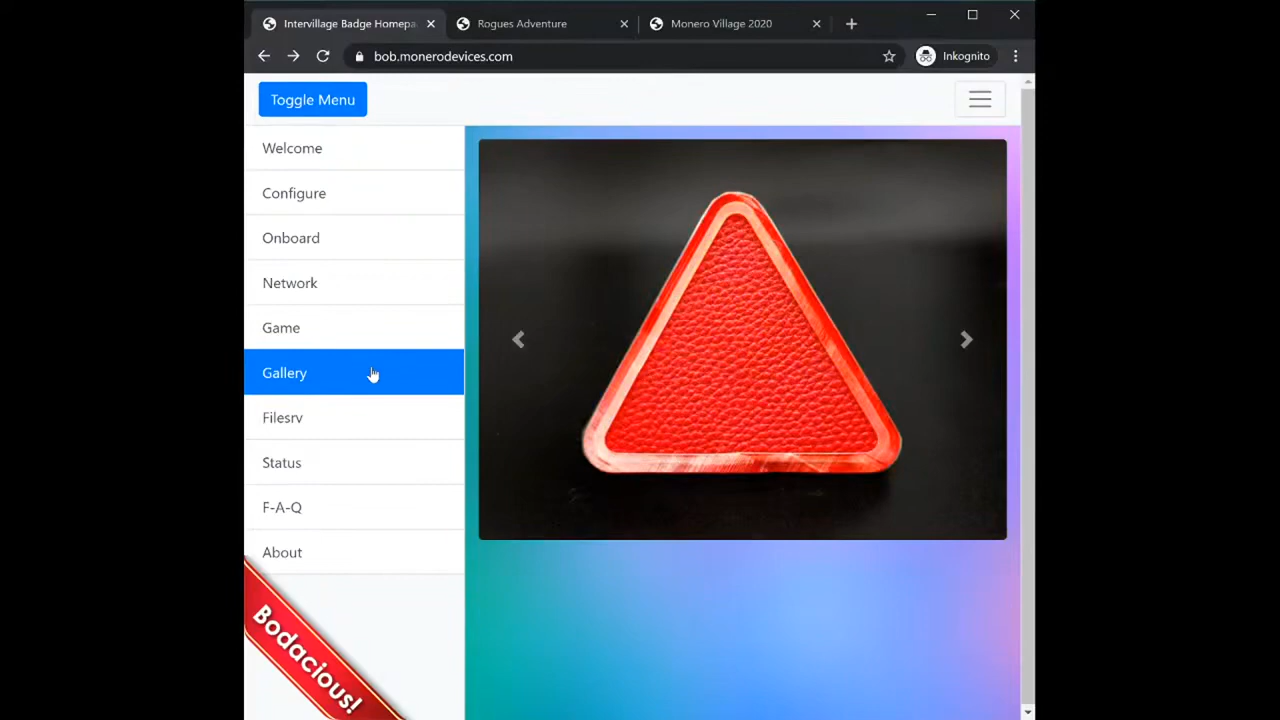 Intervillage Badge Homepa
Rogues Adventure
Monero Village 2020
bob.monerodevices.com
Inkognito
Toggle Menu
Welcome
Configure
Onboard
Network
Game
Gallery
Filesrv
Status
F-A-Q
About
Bodacious!